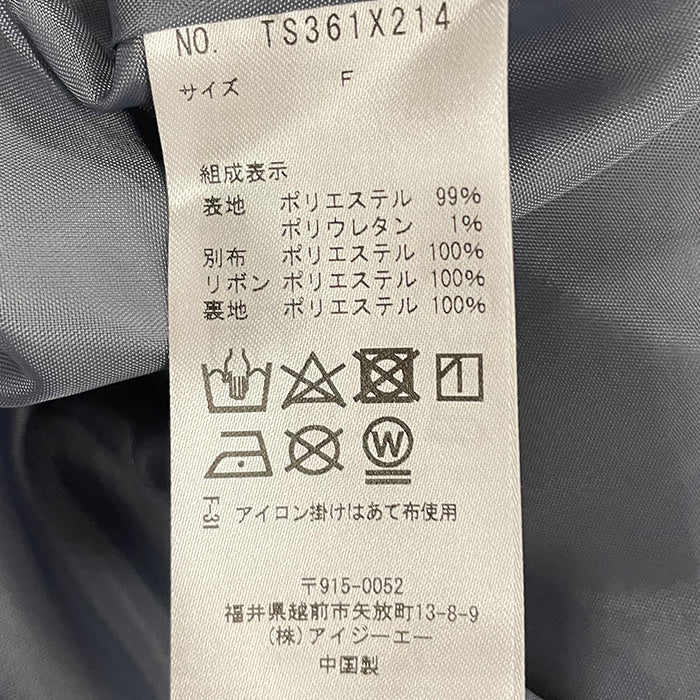 NO. TS361X214
サイズ F
組成表示
表地 ポリエステル 99%
ポリウレタン 1%
別布 ポリエステル 100%
リボン ポリエステル 100%
裏地 ポリエステル 100%
W
F-31 アイロン掛けはあて布使用
〒915-0052
福井県越前市矢放町13-8-9
(株)アイジーエー
中国製